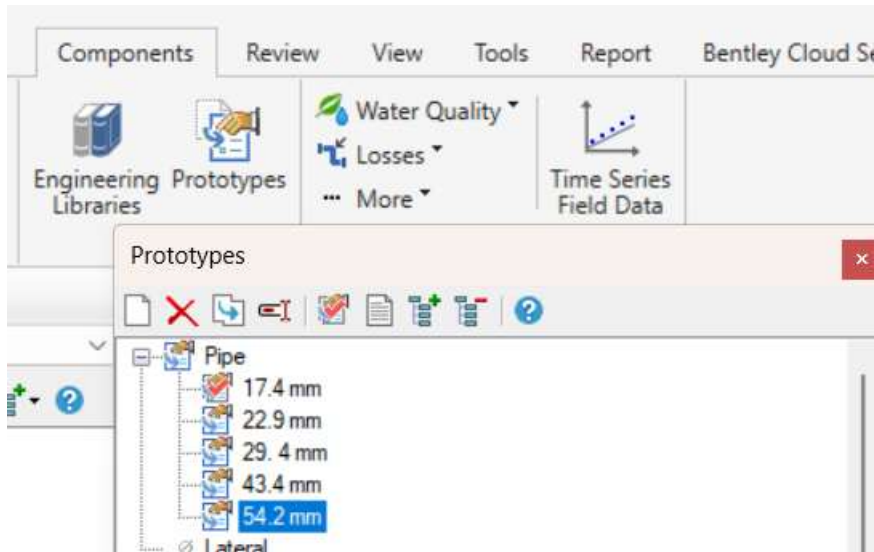 Components Review View Tools Report Bentley Cloud Se
Engineering Libraries
Prototypes
Water Quality
Losses
... More
Time Series
Field Data
Prototypes
Pipe
17.4 mm
22.9 mm
29. 4 mm
43.4 mm
54.2 mm
Lateral